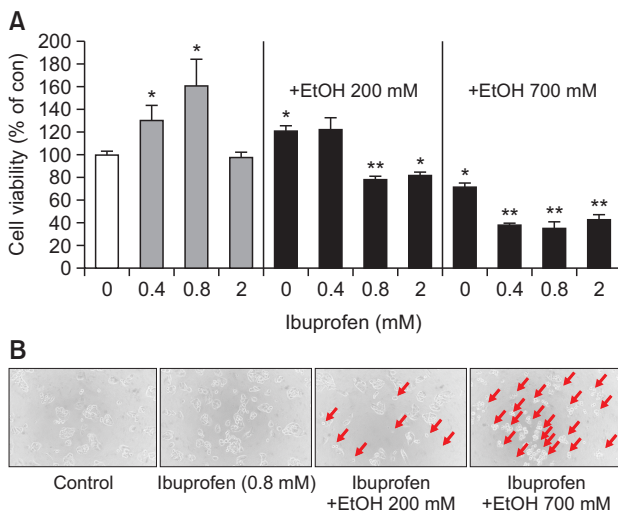 A
Cell viability (% of con)
200
180
160
140
120
100
80
60
40
20
0
*
*
+EtOH 200 mM
*
**
*
+EtOH 700 mM
*
**
**
**
0 0.4 0.8 2 0 0.4 0.8 2 0 0.4 0.8 2
Ibuprofen (mM)
B
Control
Ibuprofen (0.8 mM)
Ibuprofen
+EtOH 200 mM
Ibuprofen
+EtOH 700 mM